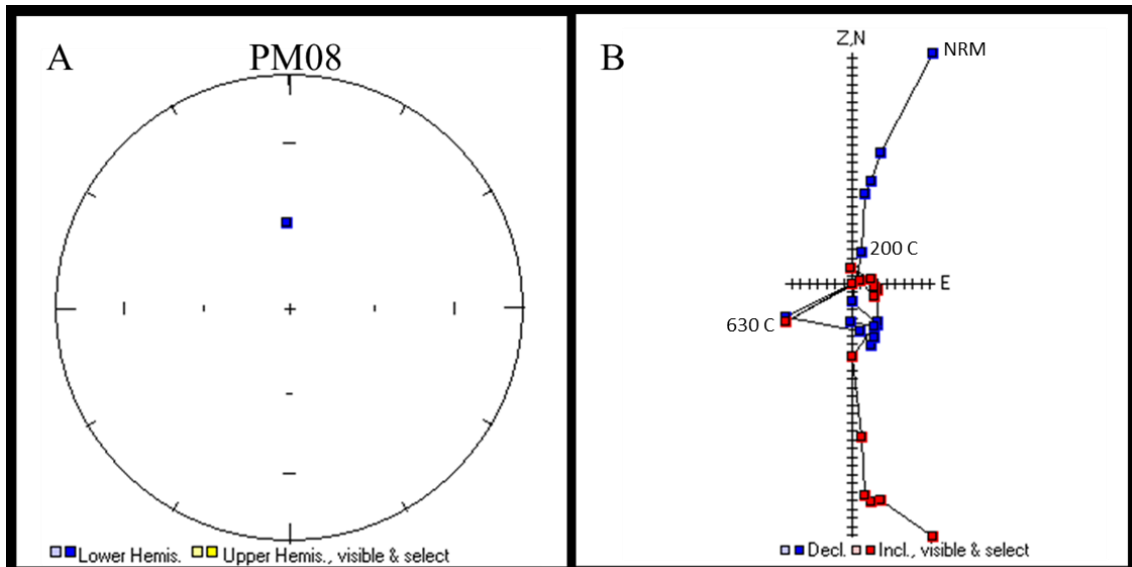 A
PM08
Lower Hemis.
Upper Hemis., visible & select
B
Z,N
NRM
200 C
E
630 C
Decl.
Incl., visible & select